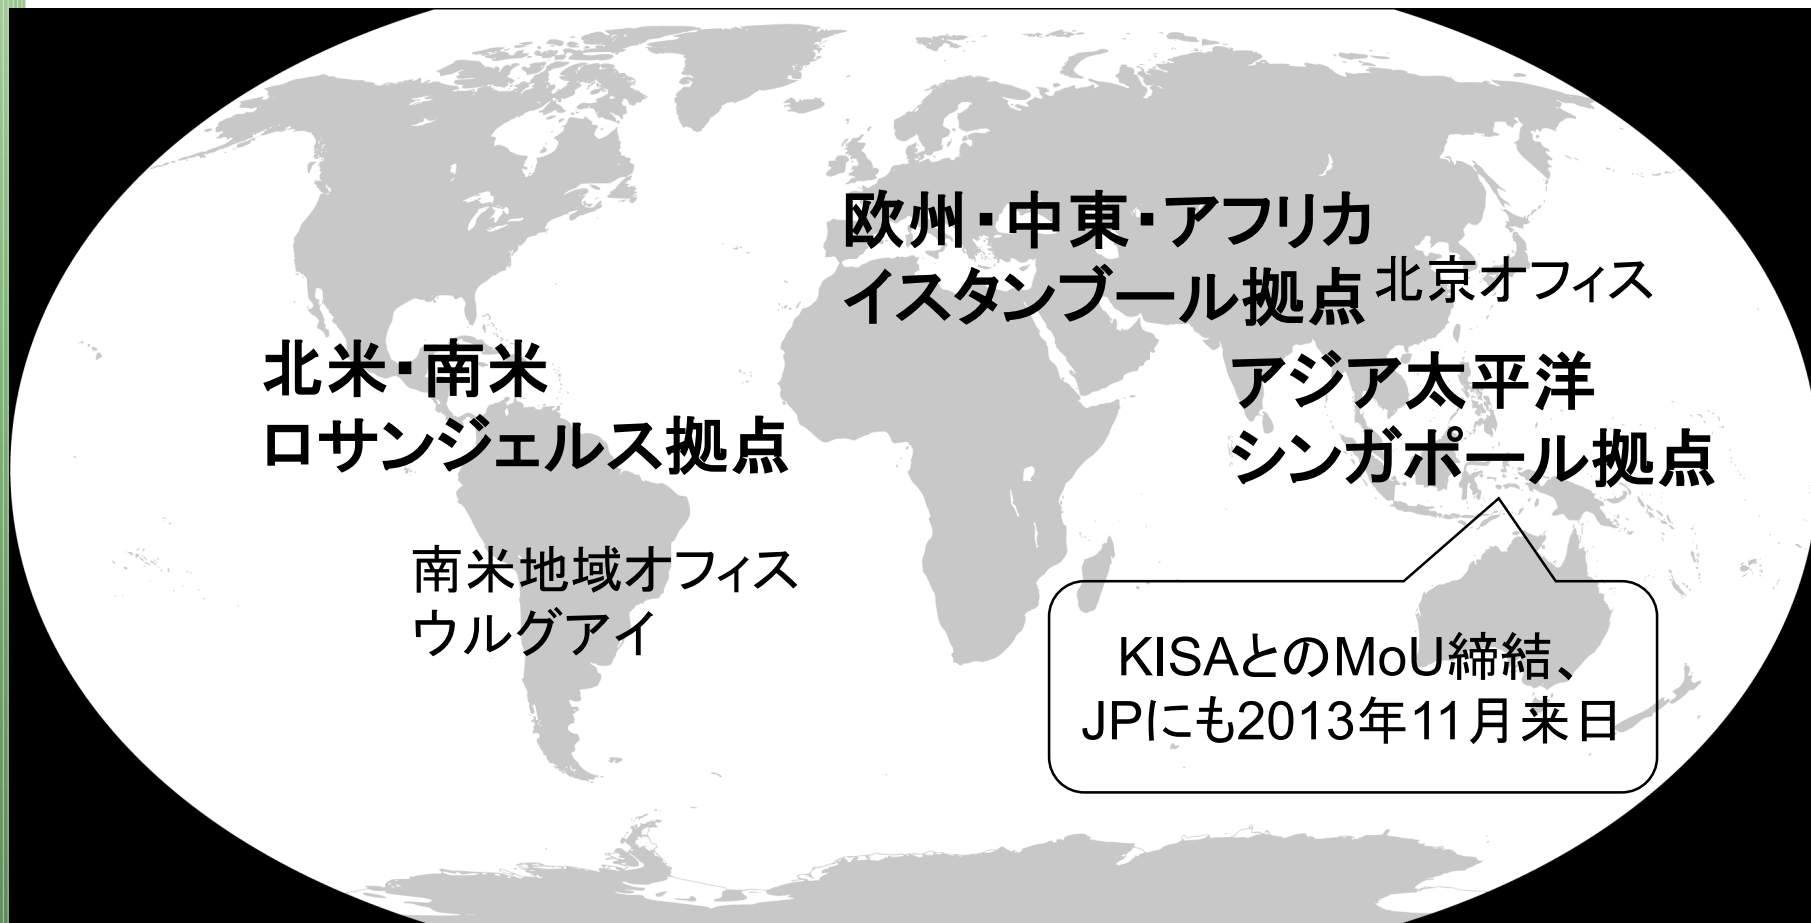 欧州・中東・アフリカ
イスタンブール拠点
北京オフィス
北米・南米
ロサンジェルス拠点
アジア太平洋
シンガポール拠点
南米地域オフィス
ウルグアイ
KISAとのMoU締結、
JPにも2013年11月来日